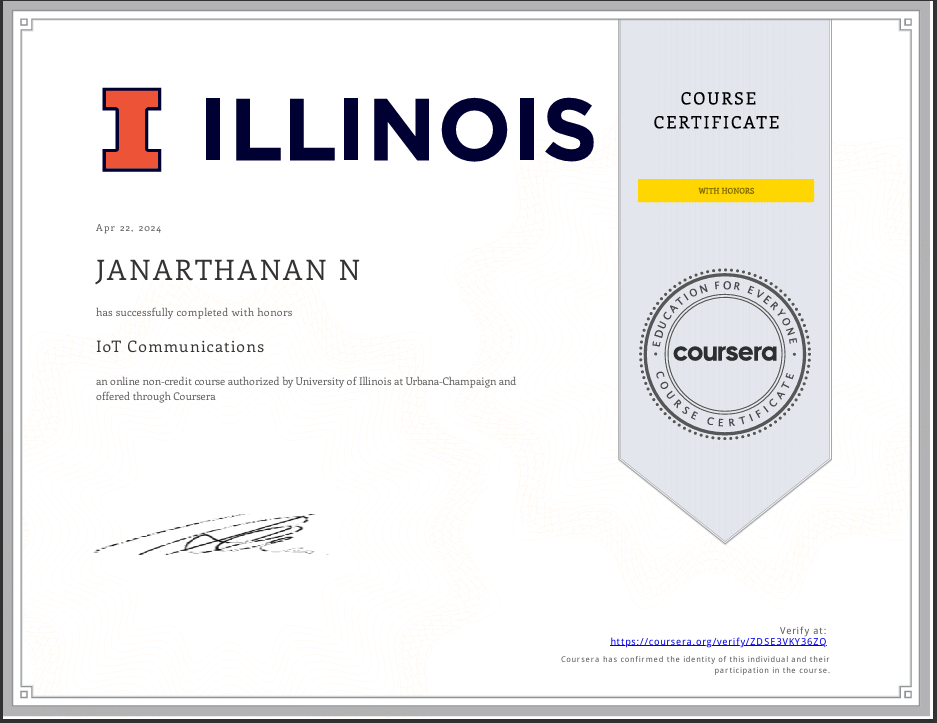 I ILLINOIS
COURSE
CERTIFICATE
WITH HONORS
Apr 22, 2024
JANARTHANAN N
has successfully completed with honors
IoT Communications
an online non-credit course authorized by University of Illinois at Urbana-Champaign and
offered through Coursera
EDUCATION FOR EVERYONE
coursera
COURSE CERTIFICATE
Verify at:
https://coursera.org/verify/ZDSE3VKY36ZQ
Coursera has confirmed the identity of this individual and their
participation in the course.